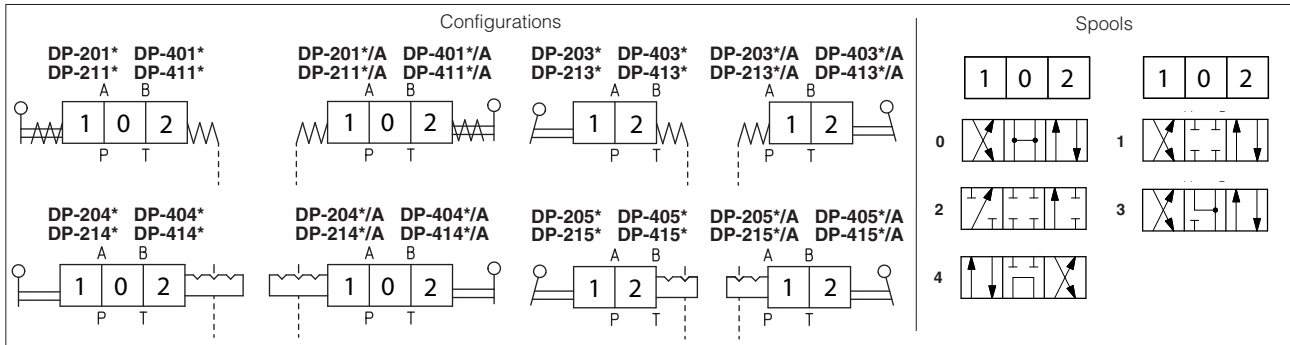 Configurations
Spools
DP-201* DP-401*
DP-211* DP-411*
A B
1 0 2
P T
DP-201*/A DP-401*/A
DP-211*/A DP-411*/A
A B
1 0 2
P T
DP-203* DP-403*
DP-213* DP-413*
A B
1 2
P T
DP-203*/A DP-403*/A
DP-213*/A DP-413*/A
A B
1 2
P T
DP-204* DP-404*
DP-214* DP-414*
A B
1 0 2
P T
DP-204*/A DP-404*/A
DP-214*/A DP-414*/A
A B
1 0 2
P T
DP-205* DP-405*
DP-215* DP-415*
A B
1 2
P T
DP-205*/A DP-405*/A
DP-215*/A DP-415*/A
A B
1 2
P T
1 0 2
1 0 2
0
1
2
3
4